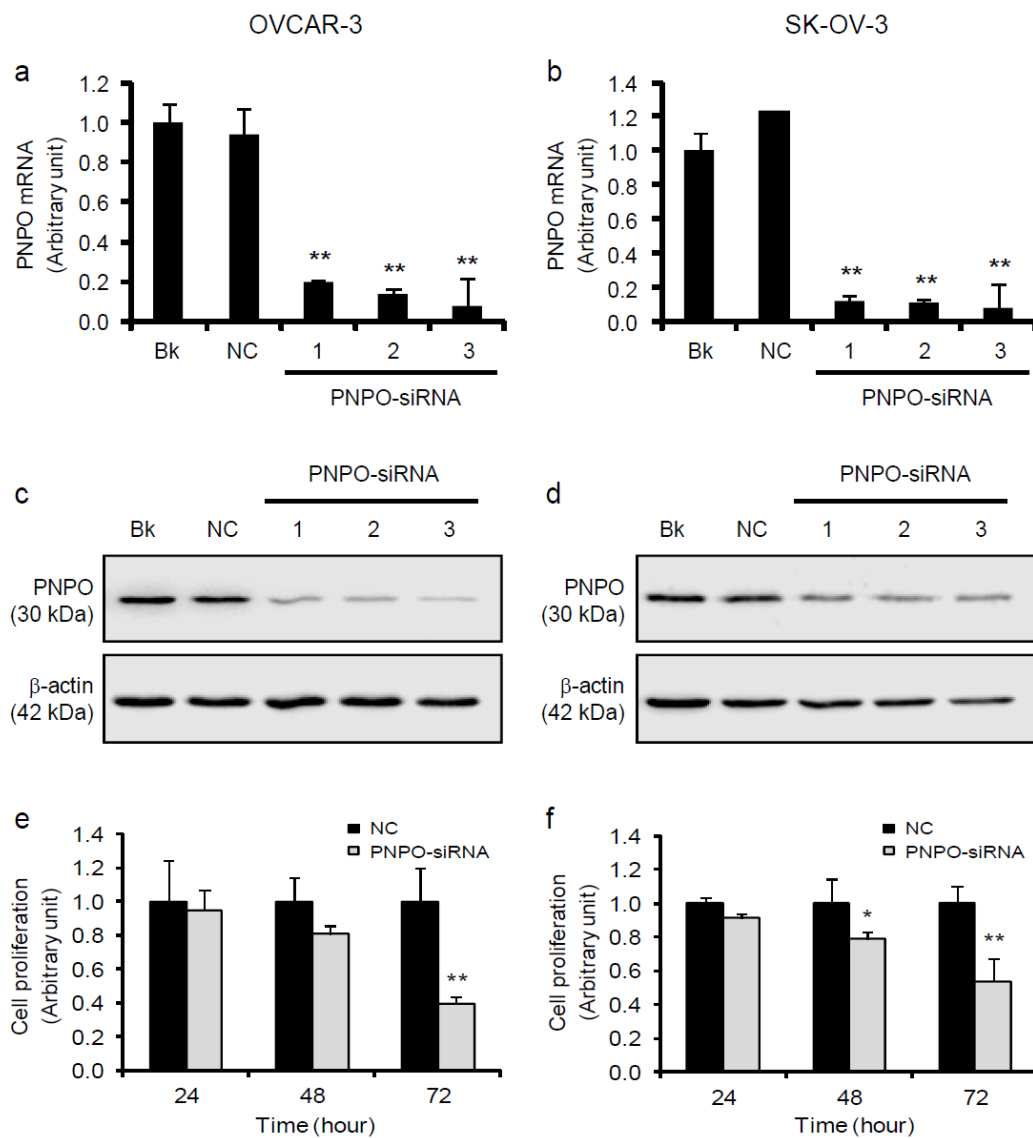 OVCAR-3
SK-OV-3
a
PNPO mRNA
(Arbitrary unit)
1.2
1.0
0.8
0.6
0.4
0.2
0.0
**
**
**
Bk
NC
1
2
3
PNPO-siRNA
b
PNPO mRNA
(Arbitrary unit)
1.4
1.2
1.0
0.8
0.6
0.4
0.2
0.0
**
**
**
Bk
NC
1
2
3
PNPO-siRNA
c
PNPO-siRNA
Bk
NC
1
2
3
PNPO
(30 kDa)
β-actin
(42 kDa)
d
PNPO-siRNA
Bk
NC
1
2
3
PNPO
(30 kDa)
β-actin
(42 kDa)
e
Cell proliferation
(Arbitrary unit)
1.4
1.2
1.0
0.8
0.6
0.4
0.2
0.0
NC
PNPO-siRNA
**
24
48
72
Time (hour)
f
Cell proliferation
(Arbitrary unit)
1.4
1.2
1.0
0.8
0.6
0.4
0.2
0.0
NC
PNPO-siRNA
*
**
24
48
72
Time (hour)